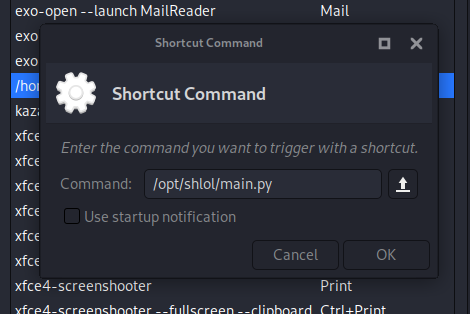 exo-open --launch MailReader Mail
exo
Shortcut Command
exo
Shortcut Command
/ho
kaza
xfce
Enter the command you want to trigger with a shortcut.
xfce
Command: /opt/shlol/main.py
xfce
Use startup notification
xfce
xfce
Cancel OK
xfce
xfce4-screenshooter Print
xfce4-screenshooter --fullscreen --clipboard Ctrl+Print